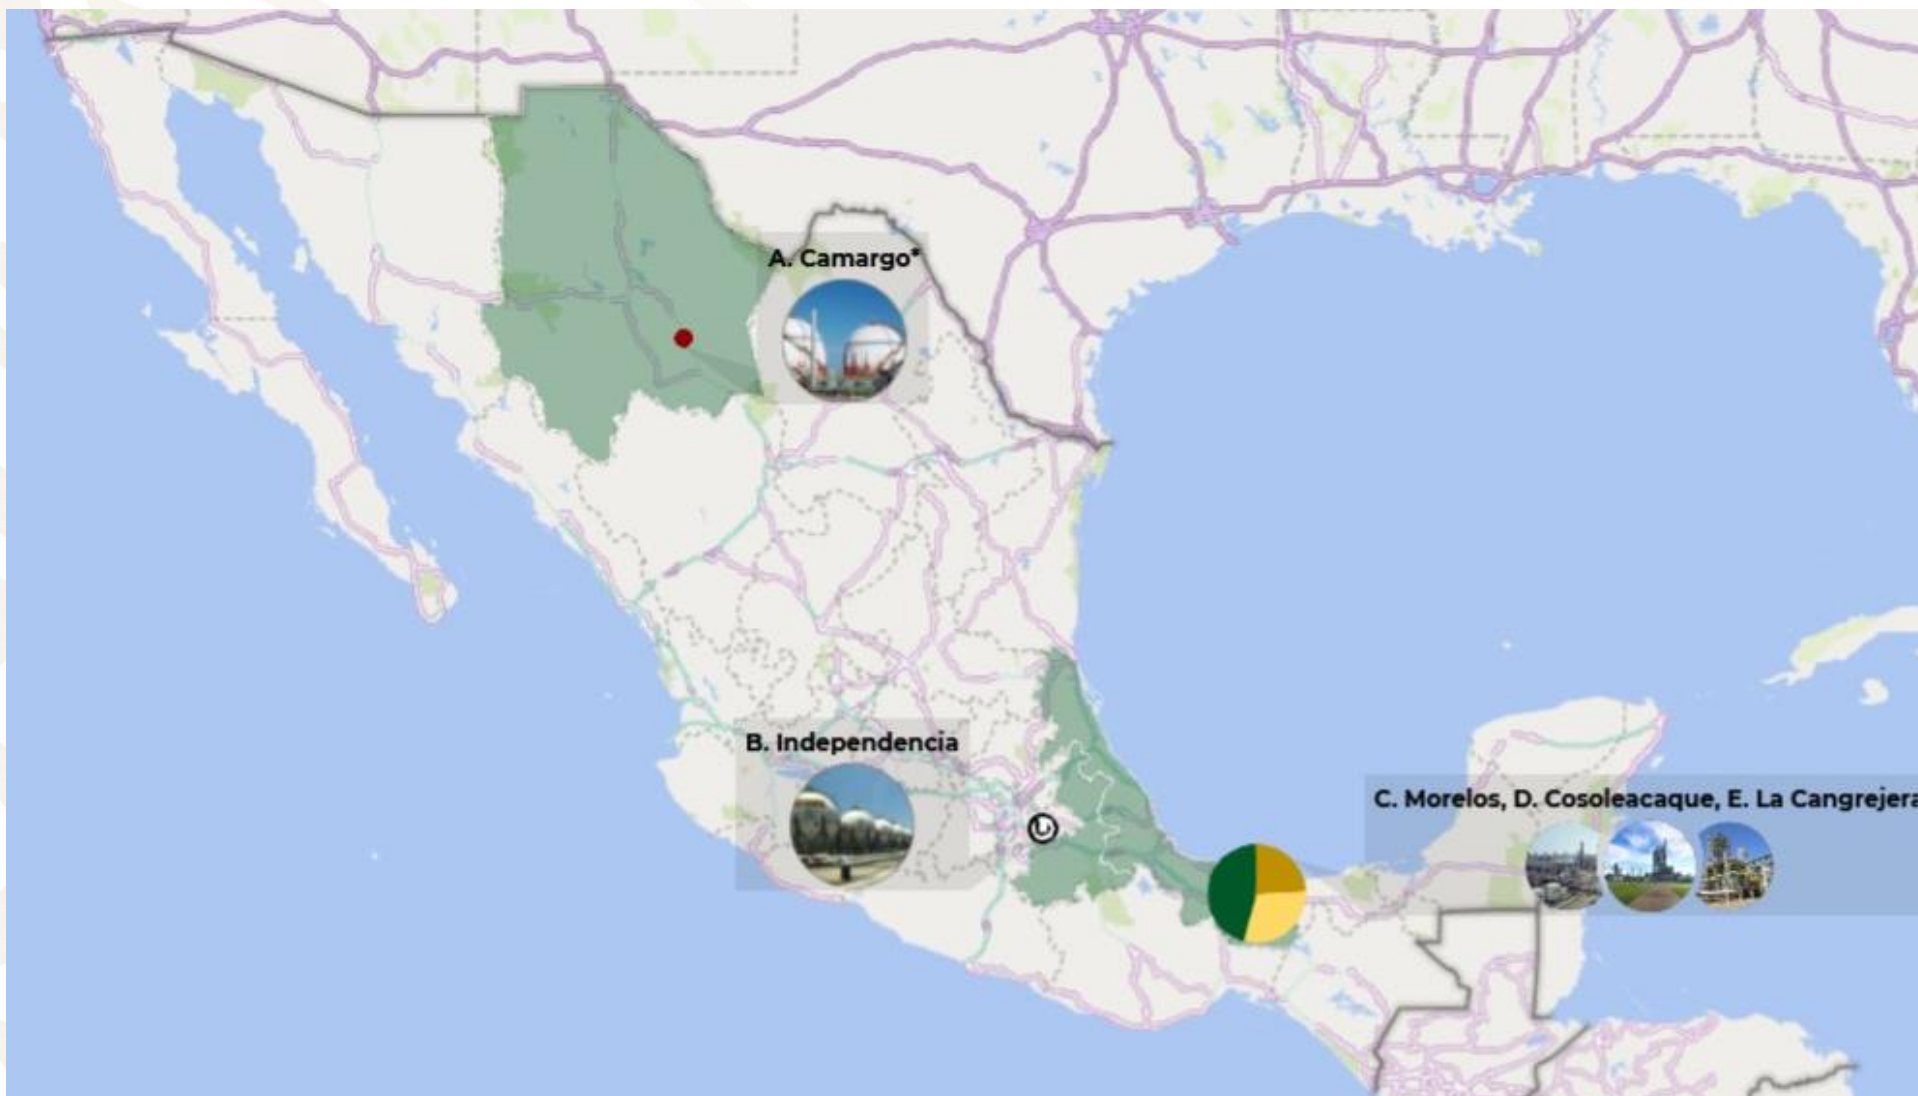 A. Camargo*
B. Independencia
C. Morelos, D. Cosoleacaque, E. La Cangrejera